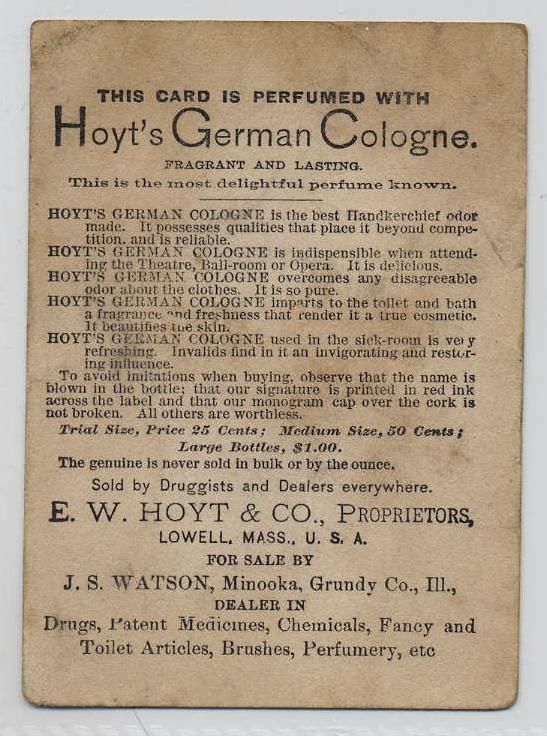 THIS CARD IS PERFUMED WITH
Hoyt's German Cologne.
FRAGRANT AND LASTING.
This is the most delightful perfume known.
HOYT'S GERMAN COLOGNE is the best Handkerchief odor
made. It possesses qualities that place it beyond compe-
tition, and is reliable.
HOYT'S GERMAN COLOGNE is indispensible when attend-
ing the Theatre, Ball-room or Opera. It is delicious.
HOYT'S GERMAN COLOGNE overcomes any disagreeable
odor about the clothes. It is so pure.
HOYT'S GERMAN COLOGNE imparts to the toilet and bath
a fragrance and freshness that render it a true cosmetic.
It beautifies the skin.
HOYT'S GERMAN COLOGNE used in the sick-room is very
refreshing. Invalids find in it an invigorating and restor-
ing influence.
To avoid imitations when buying, observe that the name is
blown in the bottle; that our signature is printed in red ink
across the label and that our monogram cap over the cork is
not broken. All others are worthless.
Trial Size, Price 25 Cents; Medium Size, 50 Cents;
Large Bottles, $1.00.
The genuine is never sold in bulk or by the ounce.
Sold by Druggists and Dealers everywhere.
E. W. HOYT & CO., PROPRIETORS,
LOWELL, MASS., U. S. A.
FOR SALE BY
J. S. WATSON, Minooka, Grundy Co., Ill.,
DEALER IN
Drugs, Patent Medicines, Chemicals, Fancy and
Toilet Articles, Brushes, Perfumery, etc